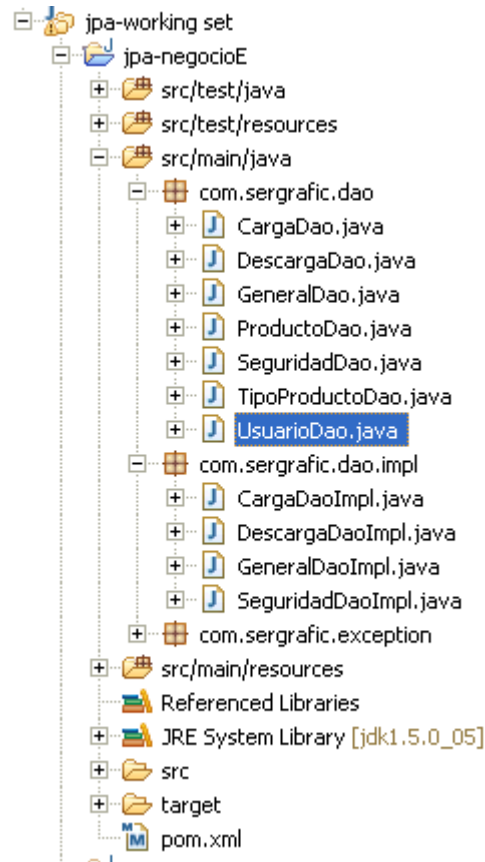 jpa-working set
jpa-negocioE
src/test/java
src/test/resources
src/main/java
com.sergrafic.dao
CargaDao.java
DescargaDao.java
GeneralDao.java
ProductoDao.java
SeguridadDao.java
TipoProductoDao.java
UsuarioDao.java
com.sergrafic.dao.impl
CargaDaoImpl.java
DescargaDaoImpl.java
GeneralDaoImpl.java
SeguridadDaoImpl.java
com.sergrafic.exception
src/main/resources
Referenced Libraries
JRE System Library [jdk1.5.0_05]
src
target
pom.xml